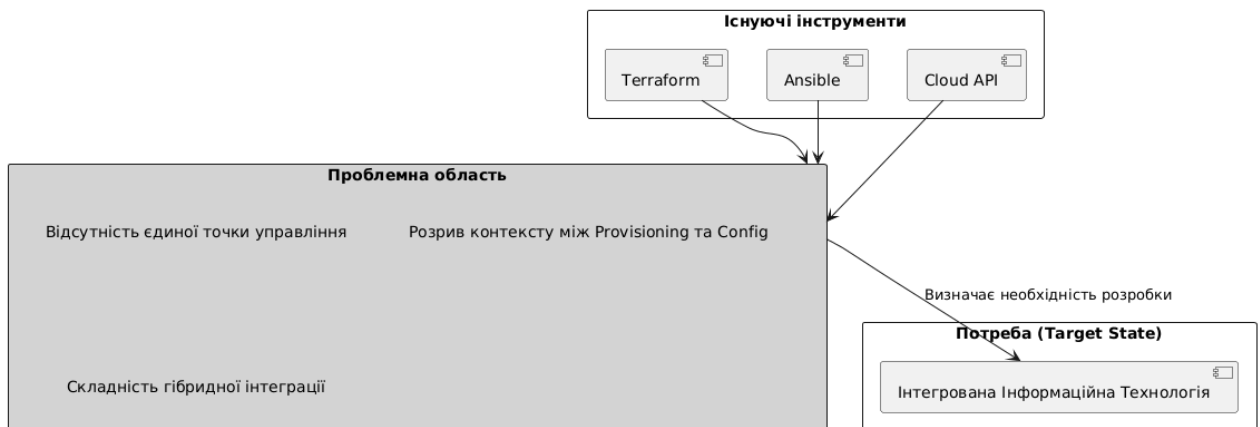 Існуючі інструменти
Terraform
Ansible
Cloud API
Проблемна область
Відсутність єдиної точки управління
Розрив контексту між Provisioning та Config
Складність гібридної інтеграції
Визначає необхідність розробки
Потреба (Target State)
Інтегрована Інформаційна Технологія